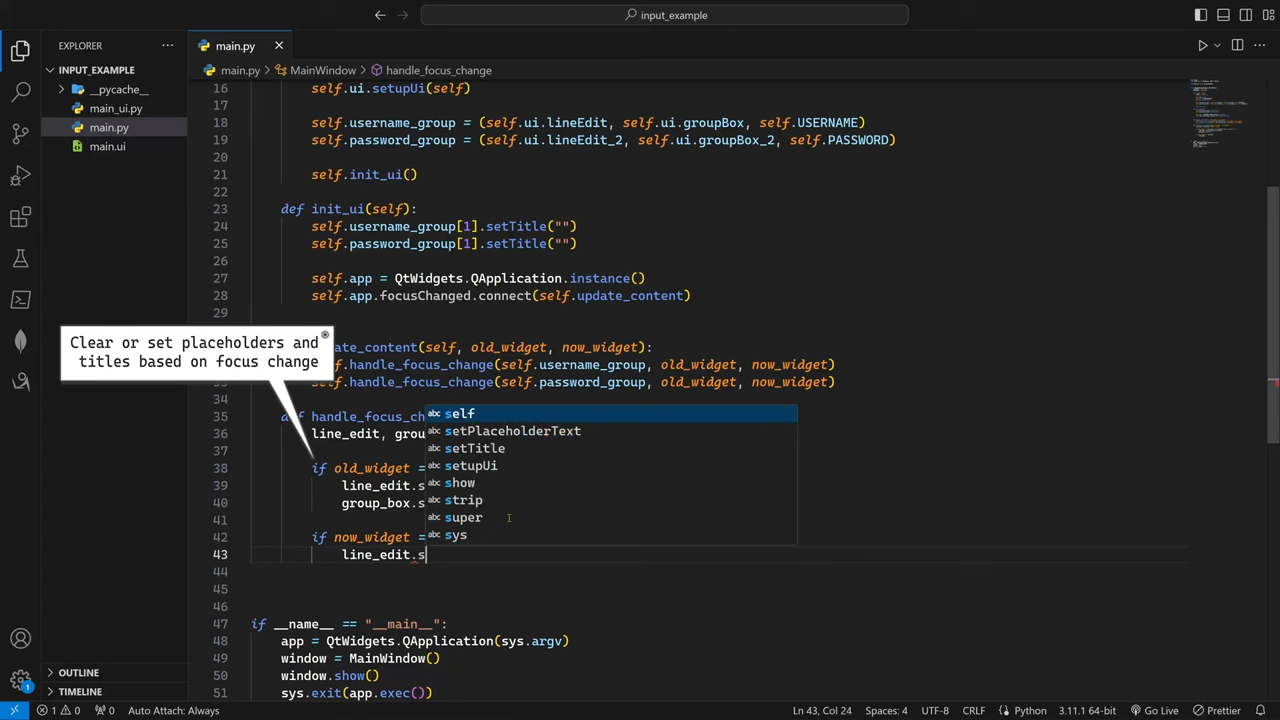 input_example
EXPLORER
main.py
INPUT_EXAMPLE
__pycache__
main_ui.py
main.py
main.ui
main.py > MainWindow > handle_focus_change
16 self.ui.setupUi(self)
17
18 self.username_group = (self.ui.lineEdit, self.ui.groupBox, self.USERNAME)
19 self.password_group = (self.ui.lineEdit_2, self.ui.groupBox_2, self.PASSWORD)
20
21 self.init_ui()
22
23 def init_ui(self):
24 self.username_group[1].setTitle("")
25 self.password_group[1].setTitle("")
26
27 self.app = QtWidgets.QApplication.instance()
28 self.app.focusChanged.connect(self.update_content)
Clear or set placeholders and
titles based on focus change
ate_content(self, old_widget, now_widget):
.handle_focus_change(self.username_group, old_widget, now_widget)
.handle_focus_change(self.password_group, old_widget, now_widget)
34
35 def handle_focus_ch
36 line_edit, grou
38 if old_widget =
39 line_edit.s
40 group_box.s
41
42 if now_widget =
43 line_edit.s
44
45
46
47 if __name__ == "__main__":
48 app = QtWidgets.QApplication(sys.argv)
49 window = MainWindow()
50 window.show()
51 sys.exit(app.exec())
abc self
abc setPlaceholderText
abc setTitle
abc setupUi
abc show
abc strip
abc super
abc sys
OUTLINE
TIMELINE
1
1 0 0 Auto Attach: Always
Ln 43, Col 24 Spaces: 4 UTF-8 CRLF Python 3.11.1 64-bit Go Live Prettier